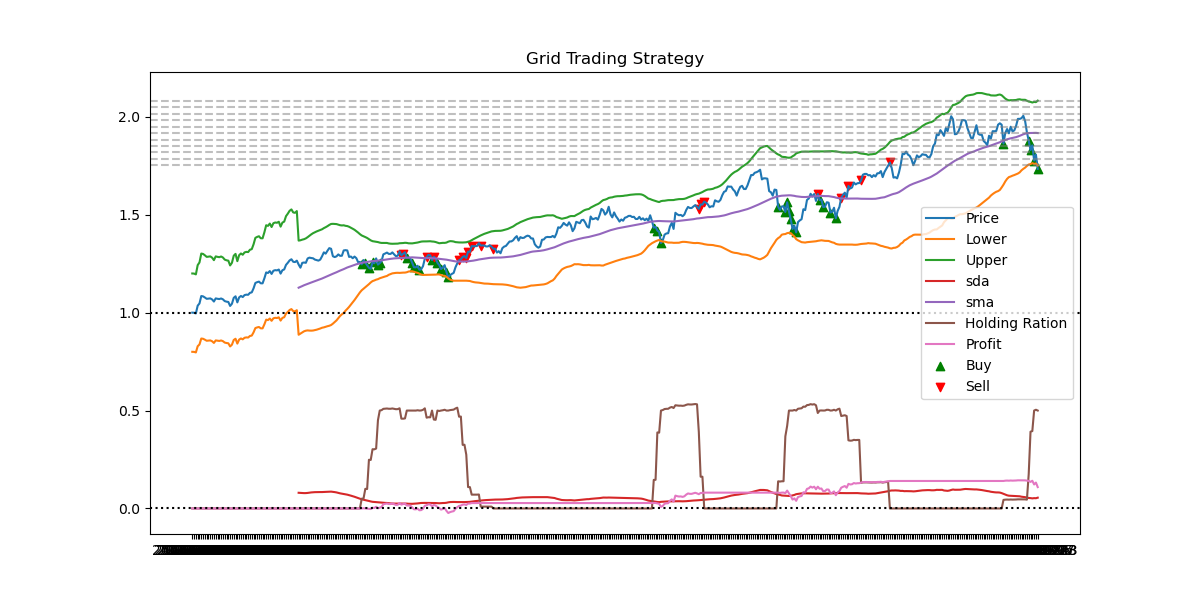 Grid Trading Strategy
2.0
1.5
1.0
0.5
0.0
Price
Lower
Upper
sda
sma
Holding Ration
Profit
Buy
Sell